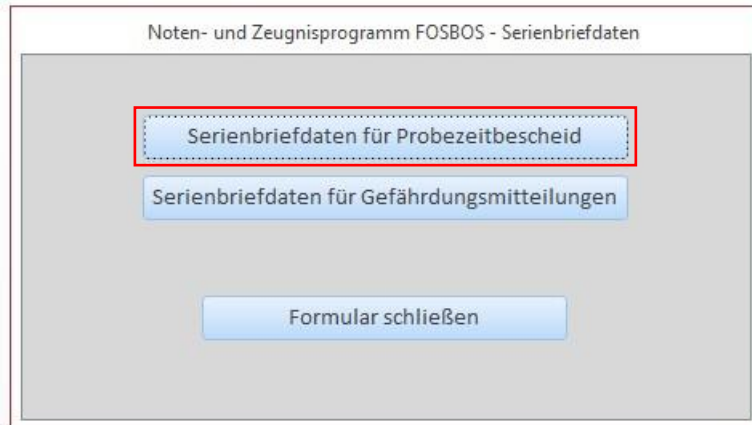 Noten- und Zeugnisprogramm FOSBOS - Serienbriefdaten
Serienbriefdaten für Probezeitbescheid
Serienbriefdaten für Gefährdungsmitteilungen
Formular schließen